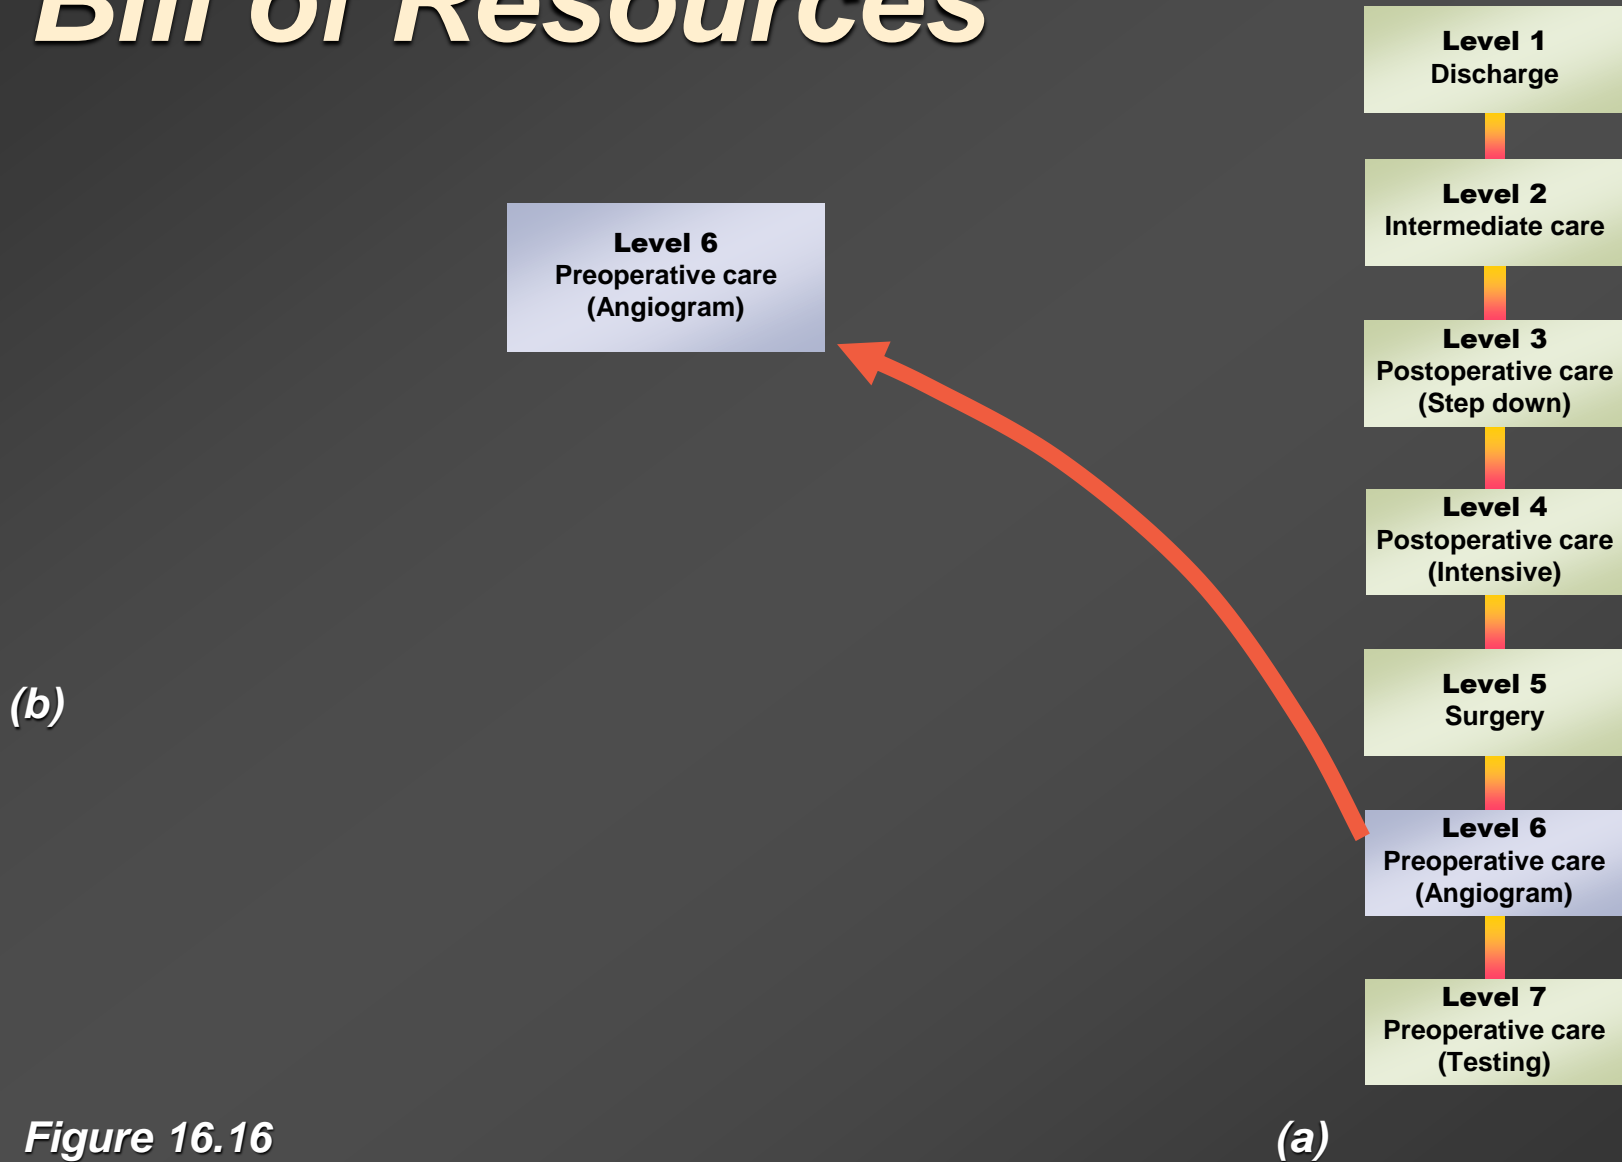 Bill of Resources
Level 1
Discharge
Level 2
Intermediate care
Level 6
Preoperative care
(Angiogram)
Level 3
Postoperative care
(Step down)
Level 4
Postoperative care
(Intensive)
(b)
Level 5
Surgery
Level 6
Preoperative care
(Angiogram)
Level 7
Preoperative care
(Testing)
Figure 16.16
(a)